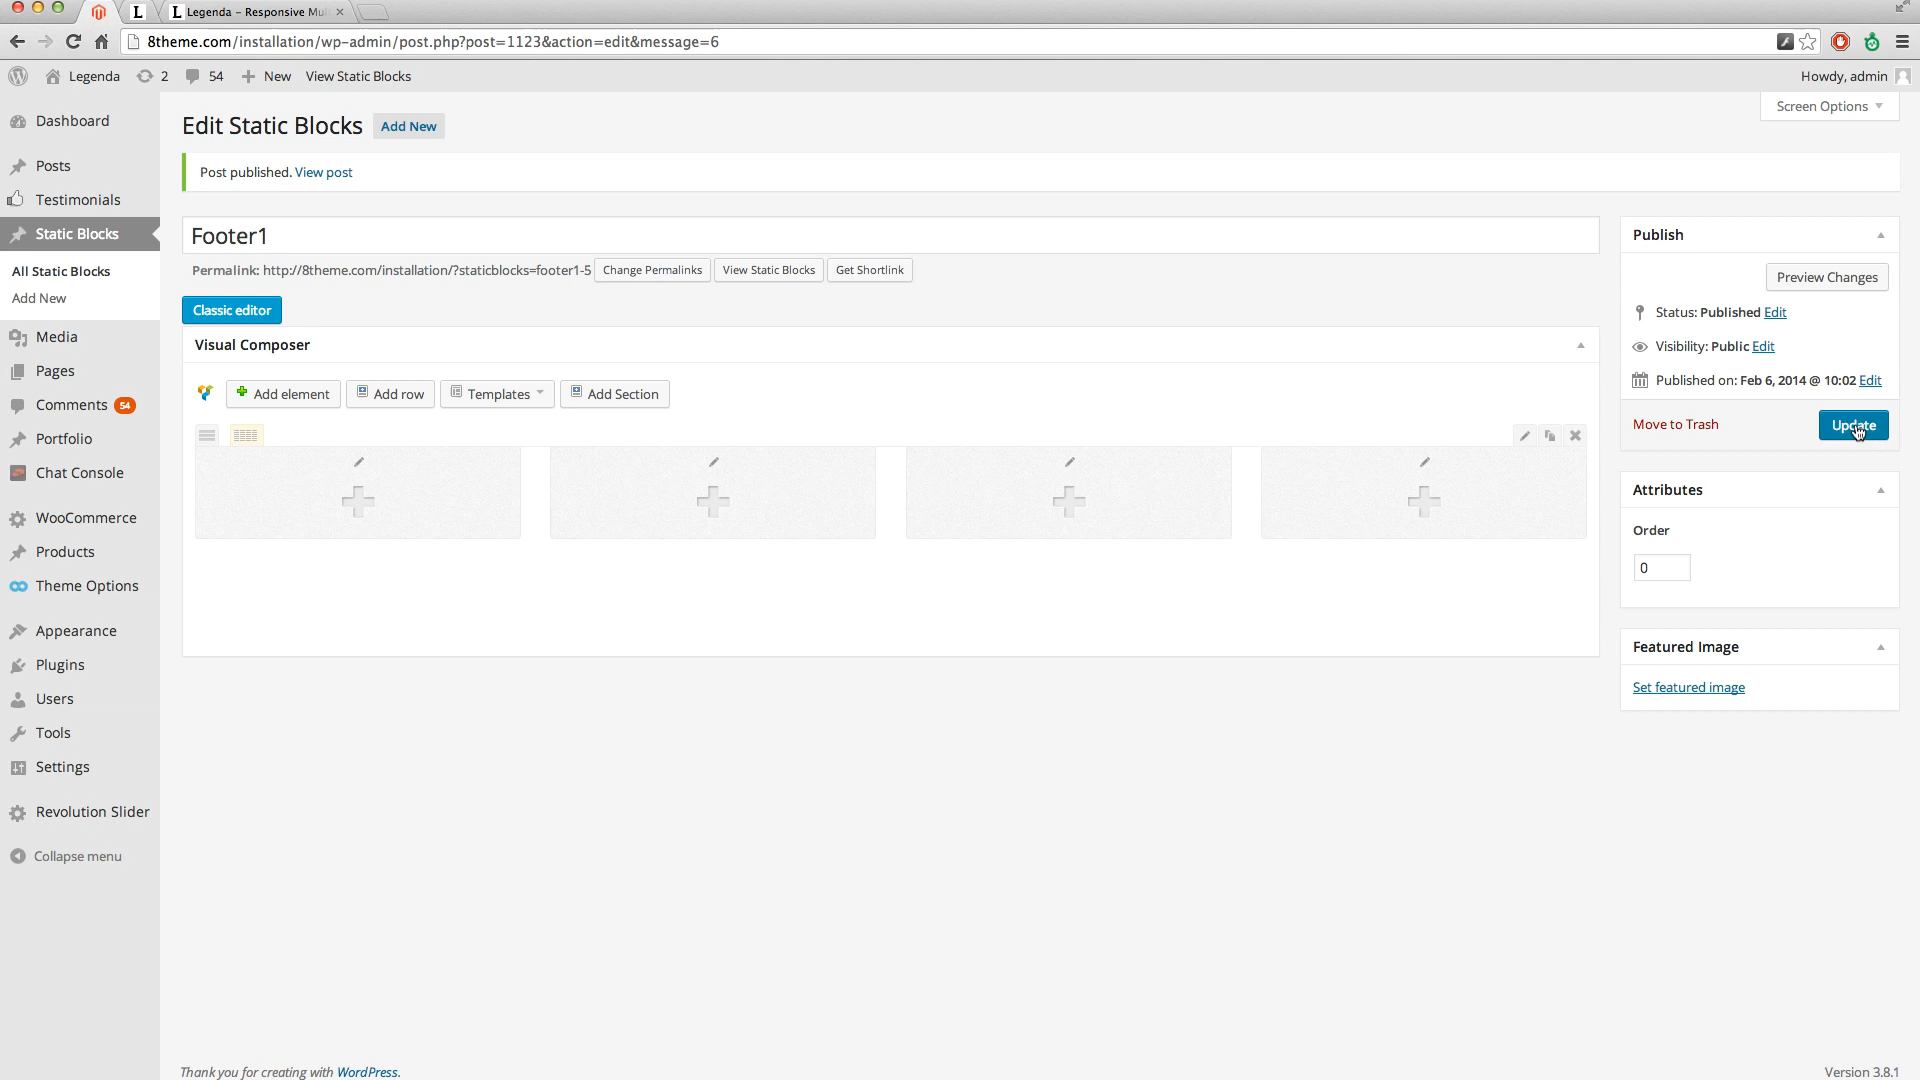 L
L Legenda – Responsive Mul
8theme.com/installation/wp-admin/post.php?post=1123&action=edit&message=6
Legenda 2 54 New View Static Blocks Howdy, admin
Screen Options
Dashboard
Posts
Testimonials
Static Blocks
All Static Blocks
Add New
Media
Pages
Comments 54
Portfolio
Chat Console
WooCommerce
Products
Theme Options
Appearance
Plugins
Users
Tools
Settings
Revolution Slider
Collapse menu
Edit Static Blocks Add New
Post published. View post
Footer1
Permalink: http://8theme.com/installation/?staticblocks=footer1-5 Change Permalinks View Static Blocks Get Shortlink
Classic editor
Visual Composer
Add element Add row Templates Add Section
Publish
Preview Changes
Status: Published Edit
Visibility: Public Edit
Published on: Feb 6, 2014 @ 10:02 Edit
Move to Trash Update
Attributes
Order
0
Featured Image
Set featured image
Thank you for creating with WordPress.
Version 3.8.1